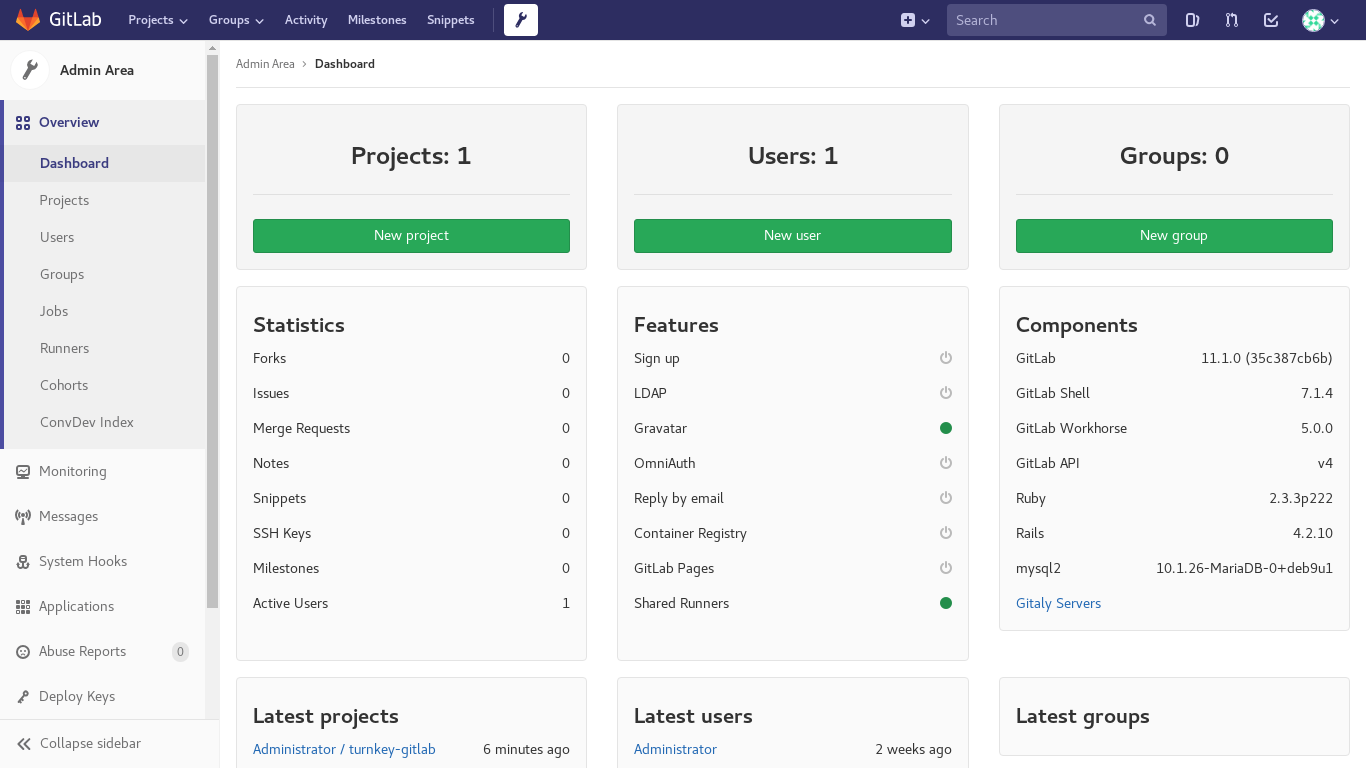 GitLab Projects Groups Activity Milestones Snippets Search
Admin Area
Overview
Dashboard
Projects
Users
Groups
Jobs
Runners
Cohorts
ConvDev Index
Monitoring
Messages
System Hooks
Applications
Abuse Reports 0
Deploy Keys
Collapse sidebar
Admin Area › Dashboard
Projects: 1
New project
Users: 1
New user
Groups: 0
New group
Statistics
Forks 0
Issues 0
Merge Requests 0
Notes 0
Snippets 0
SSH Keys 0
Milestones 0
Active Users 1
Features
Sign up
LDAP
Gravatar
OmniAuth
Reply by email
Container Registry
GitLab Pages
Shared Runners
Components
GitLab 11.1.0 (35c387cb6b)
GitLab Shell 7.1.4
GitLab Workhorse 5.0.0
GitLab API v4
Ruby 2.3.3p222
Rails 4.2.10
mysql2 10.1.26-MariaDB-0+deb9u1
Gitaly Servers
Latest projects
Administrator / turnkey-gitlab 6 minutes ago
Latest users
Administrator 2 weeks ago
Latest groups